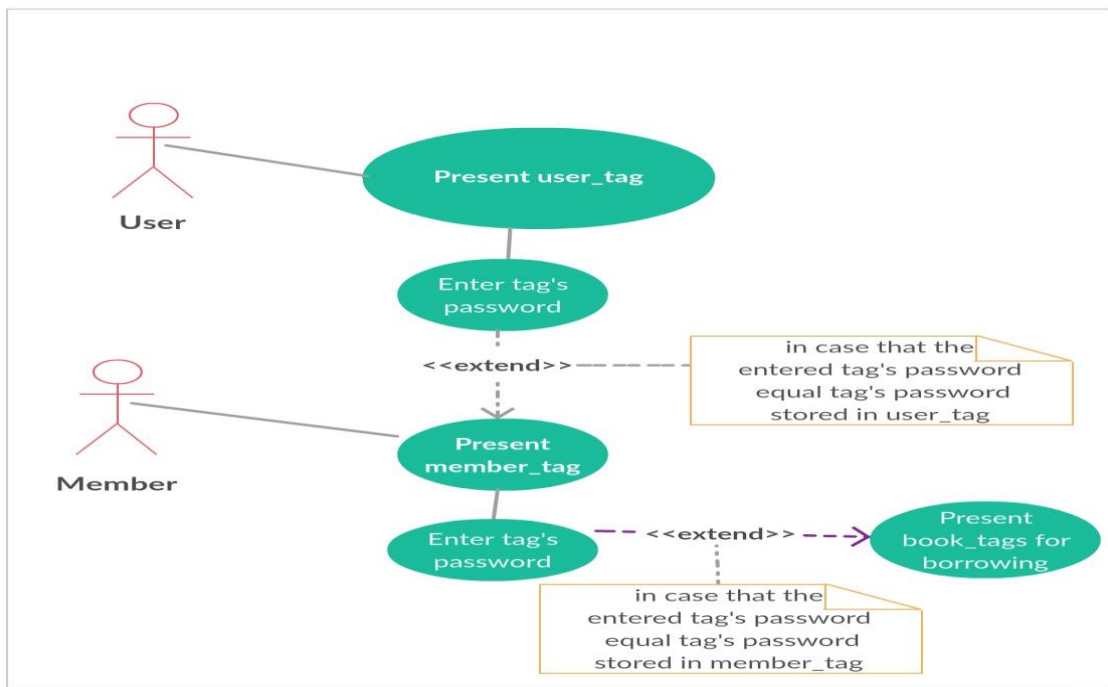 Present user_tag
User
Enter tag's
password
<<extend>>
in case that the
entered tag's password
equal tag's password
stored in user_tag
Present
member_tag
Member
Enter tag's
password
<<extend>>
Present
book_tags for
borrowing
in case that the
entered tag's password
equal tag's password
stored in member_tag